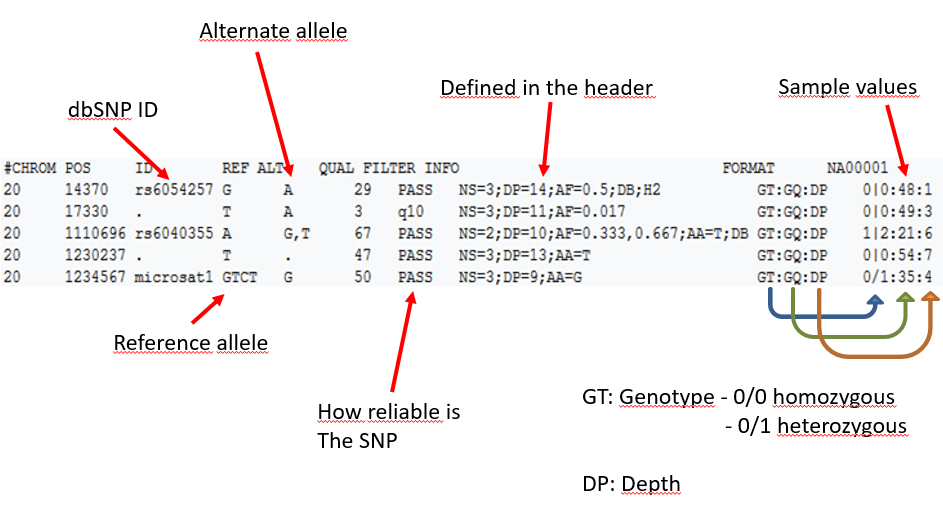 Alternate allele
Defined in the header
Sample values
dbSNP ID
#CHROM POS ID REF ALT QUAL FILTER INFO FORMAT NA00001
20 14370 rs6054257 G A 29 PASS NS=3;DP=14;AF=0.5;DB;H2 GT:GQ:DP 0|0:48:1
20 17330 . T A 3 q10 NS=3;DP=11;AF=0.017 GT:GQ:DP 0|0:49:3
20 1110696 rs6040355 A G,T 67 PASS NS=2;DP=10;AF=0.333,0.667;AA=T;DB GT:GQ:DP 1|2:21:6
20 1230237 . T . 47 PASS NS=3;DP=13;AA=T GT:GQ:DP 0|0:54:7
20 1234567 microsat1 GTCT G 50 PASS NS=3;DP=9;AA=G GT:GQ:DP 0/1:35:4
Reference allele
How reliable is
The SNP
GT: Genotype - 0/0 homozygous
- 0/1 heterozygous
DP: Depth